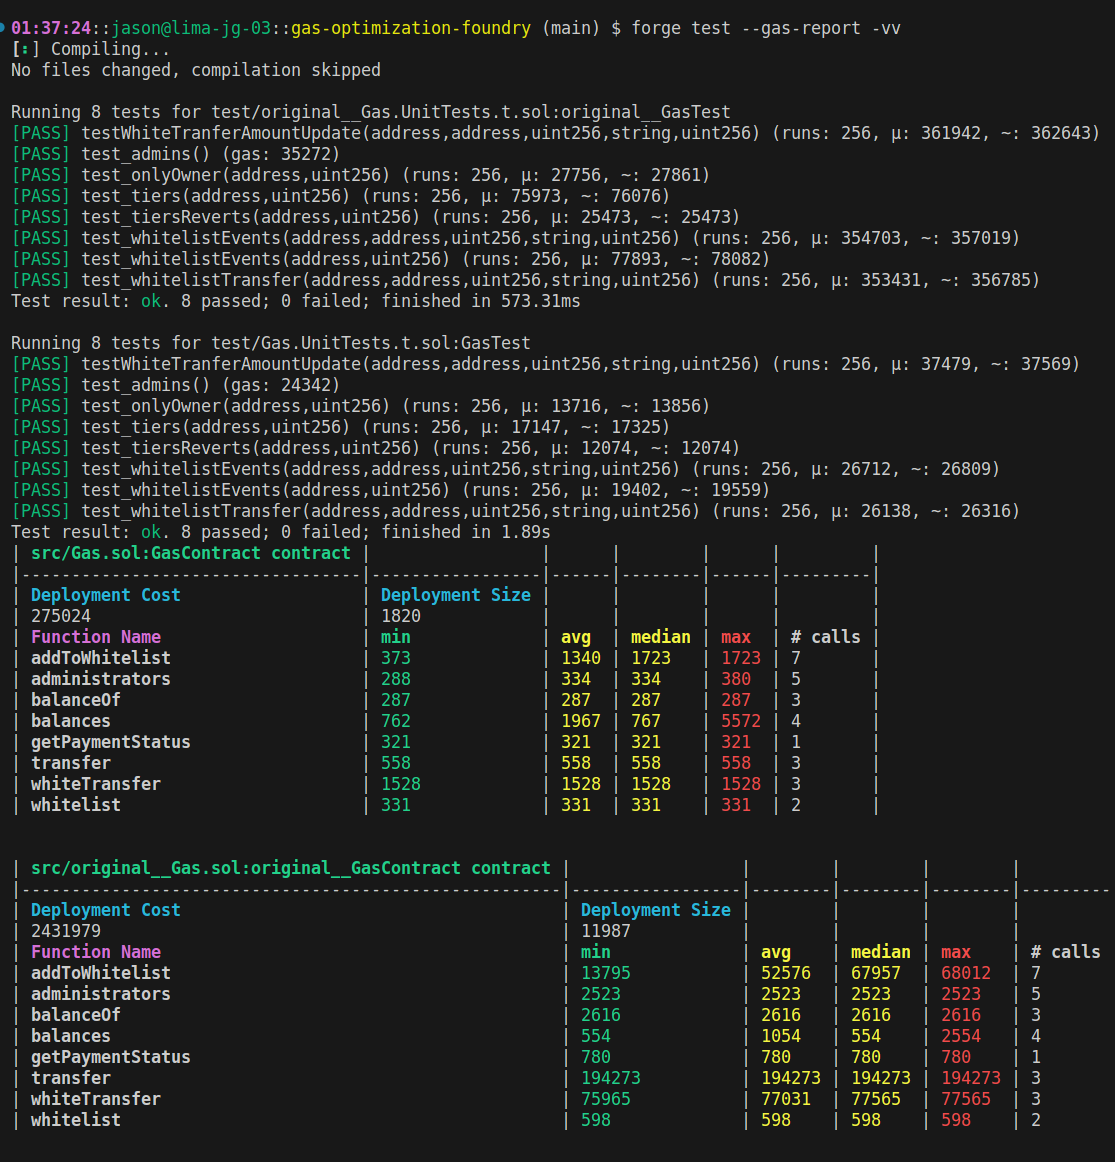 01:37:24::jason@lima-jg-03::gas-optimization-foundry (main) $ forge test --gas-report -vv
[⠆] Compiling...
No files changed, compilation skipped

Running 8 tests for test/original__Gas.UnitTests.t.sol:original__GasTest
[PASS] testWhiteTranferAmountUpdate(address,address,uint256,string,uint256) (runs: 256, μ: 361942, ~: 362643)
[PASS] test_admins() (gas: 35272)
[PASS] test_onlyOwner(address,uint256) (runs: 256, μ: 27756, ~: 27861)
[PASS] test_tiers(address,uint256) (runs: 256, μ: 75973, ~: 76076)
[PASS] test_tiersReverts(address,uint256) (runs: 256, μ: 25473, ~: 25473)
[PASS] test_whitelistEvents(address,address,uint256,string,uint256) (runs: 256, μ: 354703, ~: 357019)
[PASS] test_whitelistEvents(address,uint256) (runs: 256, μ: 77893, ~: 78082)
[PASS] test_whitelistTransfer(address,address,uint256,string,uint256) (runs: 256, μ: 353431, ~: 356785)
Test result: ok. 8 passed; 0 failed; finished in 573.31ms

Running 8 tests for test/Gas.UnitTests.t.sol:GasTest
[PASS] testWhiteTranferAmountUpdate(address,address,uint256,string,uint256) (runs: 256, μ: 37479, ~: 37569)
[PASS] test_admins() (gas: 24342)
[PASS] test_onlyOwner(address,uint256) (runs: 256, μ: 13716, ~: 13856)
[PASS] test_tiers(address,uint256) (runs: 256, μ: 17147, ~: 17325)
[PASS] test_tiersReverts(address,uint256) (runs: 256, μ: 12074, ~: 12074)
[PASS] test_whitelistEvents(address,address,uint256,string,uint256) (runs: 256, μ: 26712, ~: 26809)
[PASS] test_whitelistEvents(address,uint256) (runs: 256, μ: 19402, ~: 19559)
[PASS] test_whitelistTransfer(address,address,uint256,string,uint256) (runs: 256, μ: 26138, ~: 26316)
Test result: ok. 8 passed; 0 failed; finished in 1.89s
| src/Gas.sol:GasContract contract |                 |      |        |      |         |
|----------------------------------|-----------------|------|--------|------|---------|
| Deployment Cost                  | Deployment Size |      |        |      |         |
| 275024                           | 1820            |      |        |      |         |
| Function Name                    | min             | avg  | median | max  | # calls |
| addToWhitelist                   | 373             | 1340 | 1723   | 1723 | 7       |
| administrators                   | 288             | 334  | 334    | 380  | 5       |
| balanceOf                        | 287             | 287  | 287    | 287  | 3       |
| balances                         | 762             | 1967 | 767    | 5572 | 4       |
| getPaymentStatus                 | 321             | 321  | 321    | 321  | 1       |
| transfer                         | 558             | 558  | 558    | 558  | 3       |
| whiteTransfer                    | 1528            | 1528 | 1528   | 1528 | 3       |
| whitelist                        | 331             | 331  | 331    | 331  | 2       |

| src/original__Gas.sol:original__GasContract contract |                 |        |        |        |
|------------------------------------------------------|-----------------|--------|--------|--------|---------
| Deployment Cost                                      | Deployment Size |        |        |        |
| 2431979                                              | 11987           |        |        |        |
| Function Name                                        | min             | avg    | median | max    | # calls
| addToWhitelist                                       | 13795           | 52576  | 67957  | 68012  | 7
| administrators                                       | 2523            | 2523   | 2523   | 2523   | 5
| balanceOf                                            | 2616            | 2616   | 2616   | 2616   | 3
| balances                                             | 554             | 1054   | 554    | 2554   | 4
| getPaymentStatus                                     | 780             | 780    | 780    | 780    | 1
| transfer                                             | 194273          | 194273 | 194273 | 194273 | 3
| whiteTransfer                                        | 75965           | 77031  | 77565  | 77565  | 3
| whitelist                                            | 598             | 598    | 598    | 598    | 2